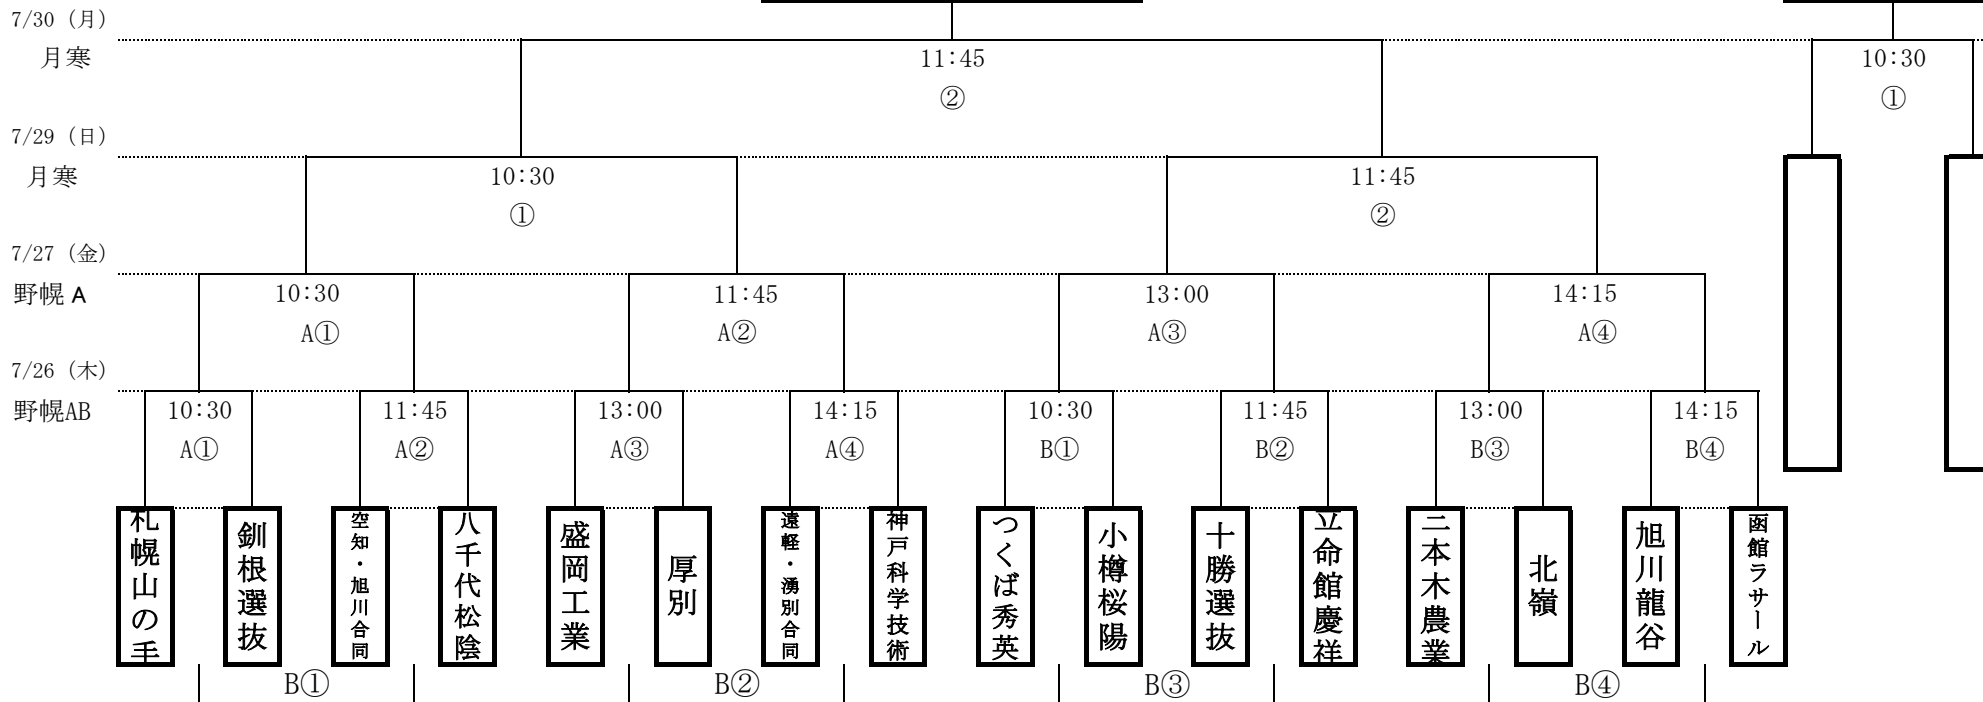 7/30 (月)
月寒
11:45
②
10:30
①
7/29 (日)
月寒
10:30
①
11:45
②
7/27 (金)
野幌 A
10:30
A①
11:45
A②
13:00
A③
14:15
A④
7/26 (木)
野幌AB
10:30
A①
11:45
A②
13:00
A③
14:15
A④
10:30
B①
11:45
B②
13:00
B③
14:15
B④
札幌山の手
釧根選抜
空知・旭川合同
八千代松陰
盛岡工業
厚別
遠軽・湧別合同
神戸科学技術
つくば秀英
小樽桜陽
十勝選抜
立命館慶祥
二本木農業
北嶺
旭川龍谷
函館ラサール
B①
B②
B③
B④